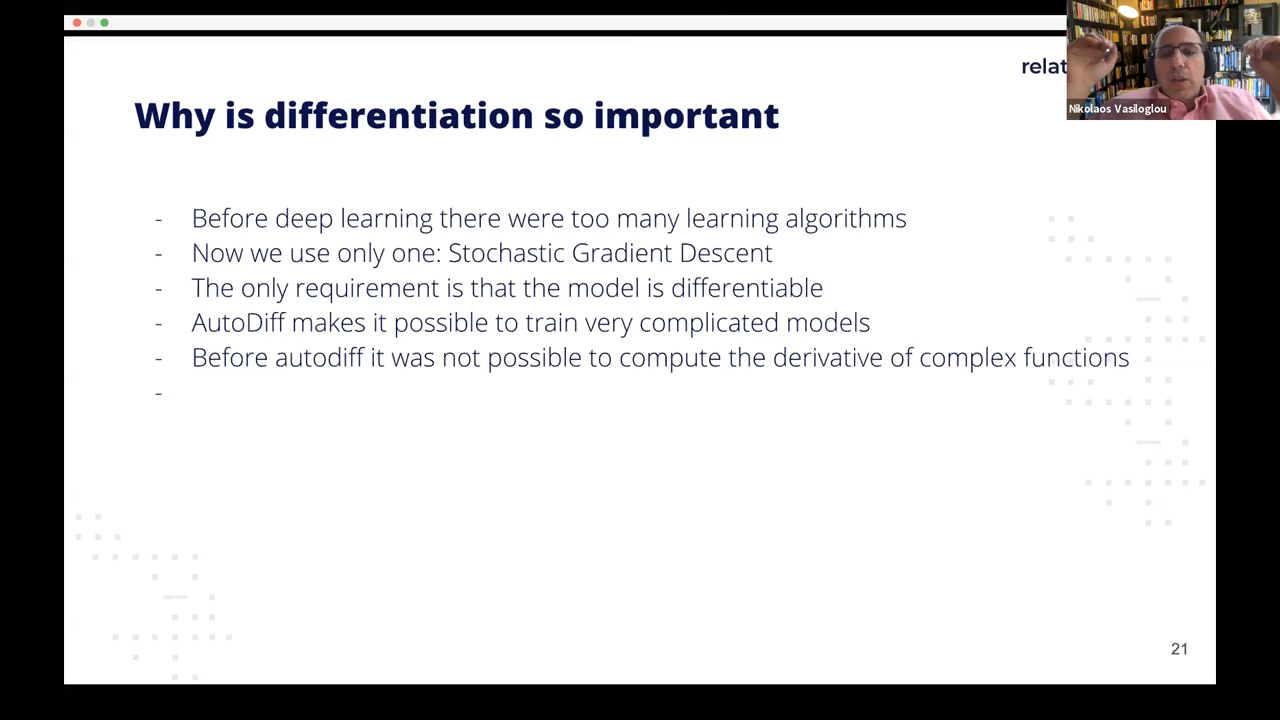 relat
Nikolaos Vasiloglou
Why is differentiation so important
- Before deep learning there were too many learning algorithms
- Now we use only one: Stochastic Gradient Descent
- The only requirement is that the model is differentiable
- AutoDiff makes it possible to train very complicated models
- Before autodiff it was not possible to compute the derivative of complex functions
-
21